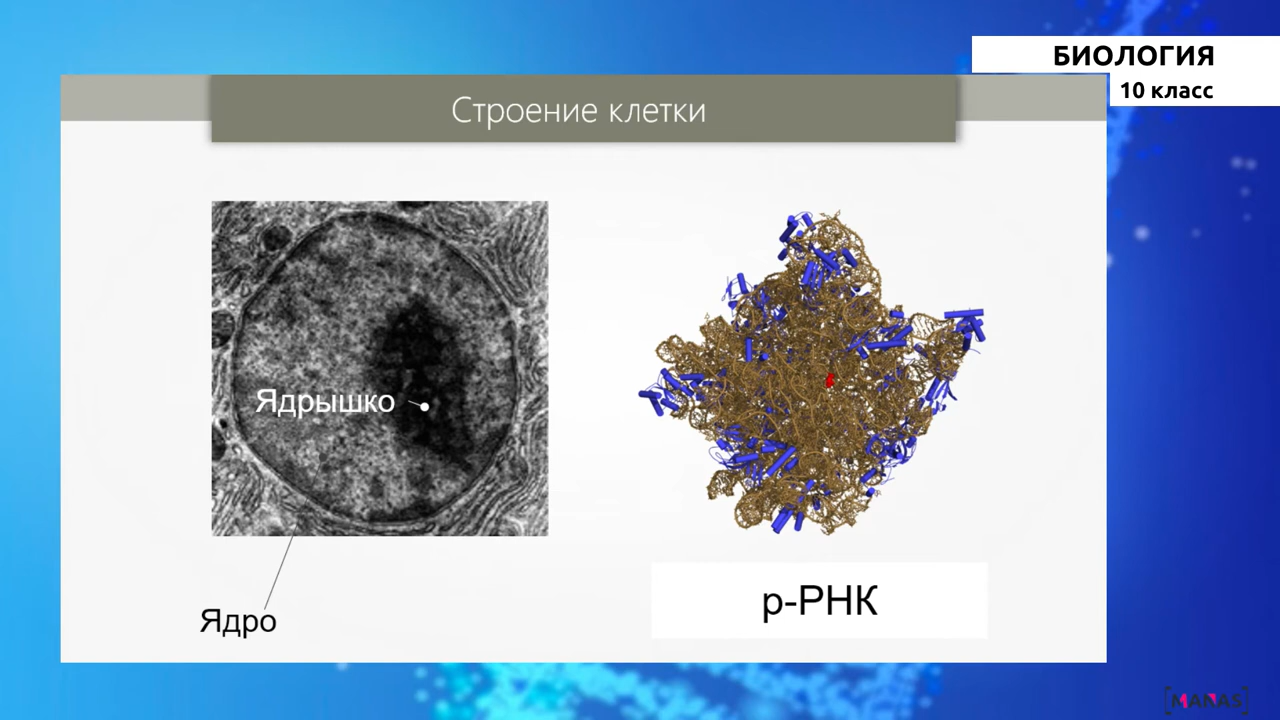 БИОЛОГИЯ
10 класс
Строение клетки
Ядрышко
Ядро
р-РНК
[MANAS]